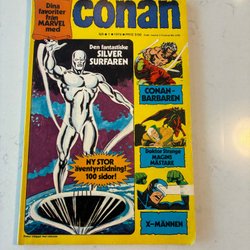 Dina
favoriter
från
MARVEL
med
conan
Den fantastiske
SILVER
SURFAREN
CONAN-
BARBAREN
Doktor Strange
MAGINS
MÄSTARE
NY STOR
äventyrstidning!
100 sidor!
X-MÄNNEN